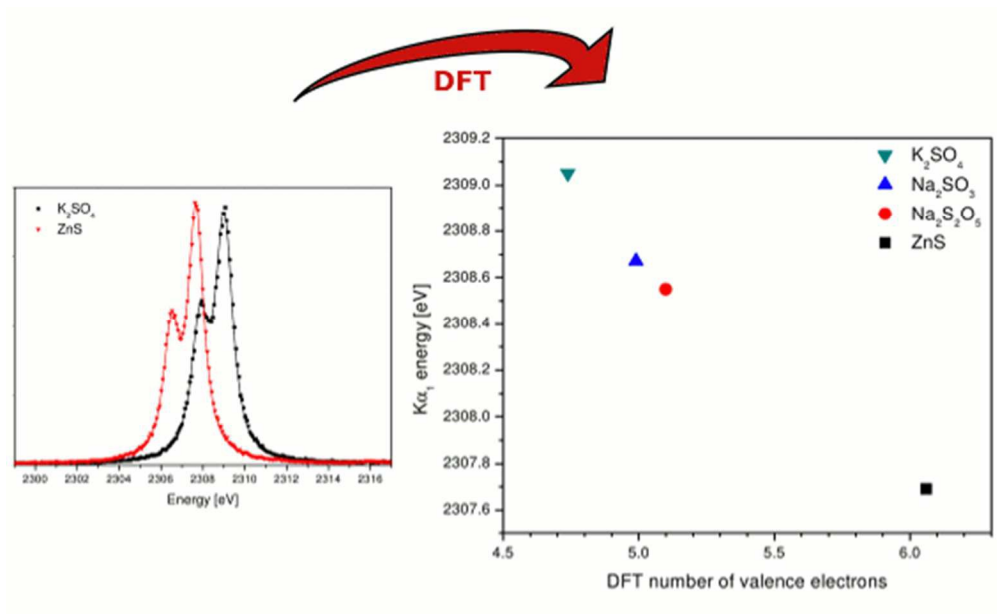 DFT
K₂SO₄
ZnS
2300 2302 2304 2306 2308 2310 2312 2314 2316
Energy [eV]
2309.2
2309.0
2308.8
2308.6
2308.4
2308.2
2308.0
2307.8
2307.6
Kα₁ energy [eV]
K₂SO₄
Na₂SO₃
Na₂S₂O₅
ZnS
4.5 5.0 5.5 6.0
DFT number of valence electrons